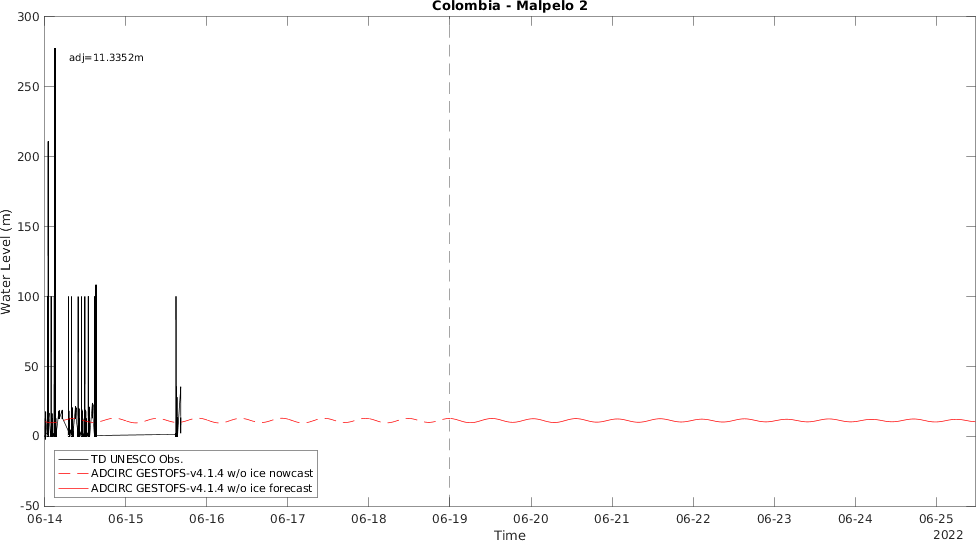 Colombia - Malpelo 2
300
250
200
150
100
50
0
-50
Water Level (m)
adj=11.3352m
TD UNESCO Obs.
ADCIRC GESTOFS-v4.1.4 w/o ice nowcast
ADCIRC GESTOFS-v4.1.4 w/o ice forecast
06-14 06-15 06-16 06-17 06-18 06-19 06-20 06-21 06-22 06-23 06-24 06-25
Time
2022